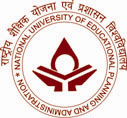 राष्ट्रीय शैक्षिक योजना एवं प्रशासन विश्वविद्यालय
NATIONAL UNIVERSITY OF EDUCATIONAL PLANNING AND ADMINISTRATION